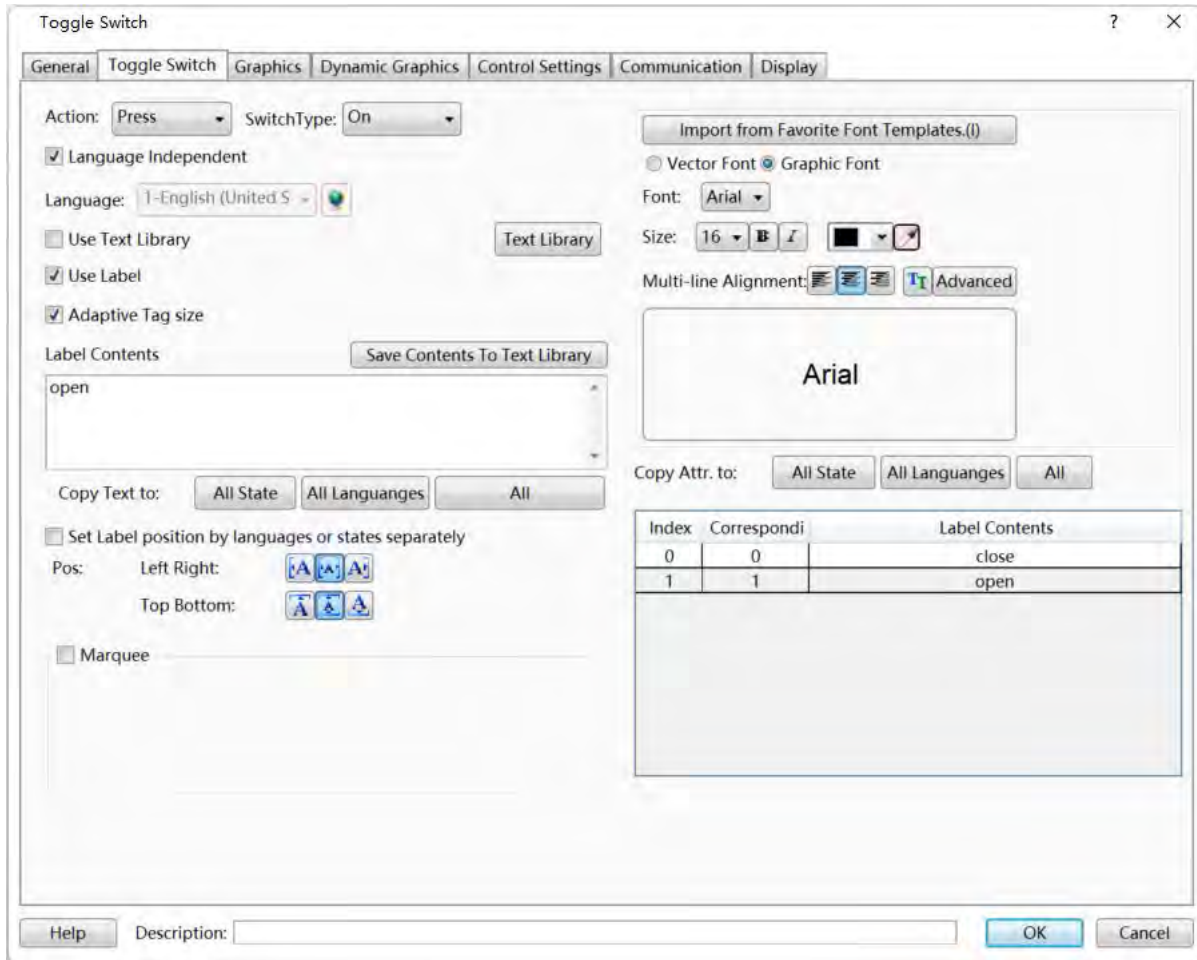 Toggle Switch ? ×
General Toggle Switch Graphics Dynamic Graphics Control Settings Communication Display
Action: Press SwitchType: On
Language Independent
Language: 1-English (United S
Use Text Library Text Library
Use Label
Adaptive Tag size
Label Contents Save Contents To Text Library
open
Copy Text to: All State All Languanges All
Set Label position by languages or states separately
Pos: Left Right: A A A
Top Bottom: A A A
Marquee
Import from Favorite Font Templates.(I)
Vector Font Graphic Font
Font: Arial
Size: 16 B I
Multi-line Alignment: TT Advanced
Arial
Copy Attr. to: All State All Languanges All
Index Correspondi Label Contents
0 0 close
1 1 open
Help Description: OK Cancel